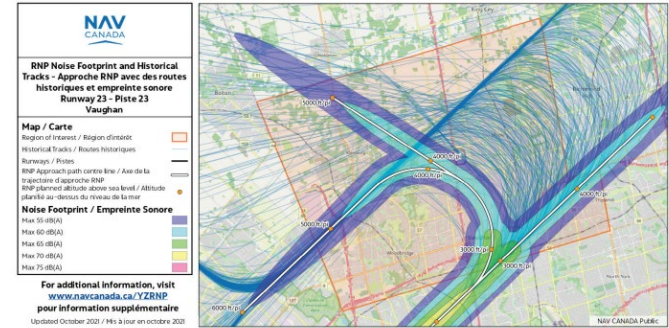 NAV
CANADA
RNP Noise Footprint and Historical
Tracks - Approche RNP avec des routes
historiques et empreinte sonore
Runway 23 - Piste 23
Vaughan
Map / Carte
Region of Interest / Région d'intérêt
Historical Tracks / Routes historiques
Runways / Pistes
RNP Approach path centre line / Axe de la
trajectoire d'approche RNP
RNP planned altitude above sea level / Altitude
planifié au-dessus du niveau de la mer
Noise Footprint / Empreinte Sonore
Max 55 dB(A)
Max 60 dB(A)
Max 65 dB(A)
Max 70 dB(A)
Max 75 dB(A)
For additional information, visit
www.navcanada.ca/YZRNP
pour information supplémentaire
Updated October 2021 / Mis à jour en octobre 2021
5000 ft/pi
4000 ft/pi
4000 ft/pi
4000 ft/pi
5000 ft/pi
3000 ft/pi
3000 ft/pi
6000 ft/pi
Woodbridge
NAV CANADA Public